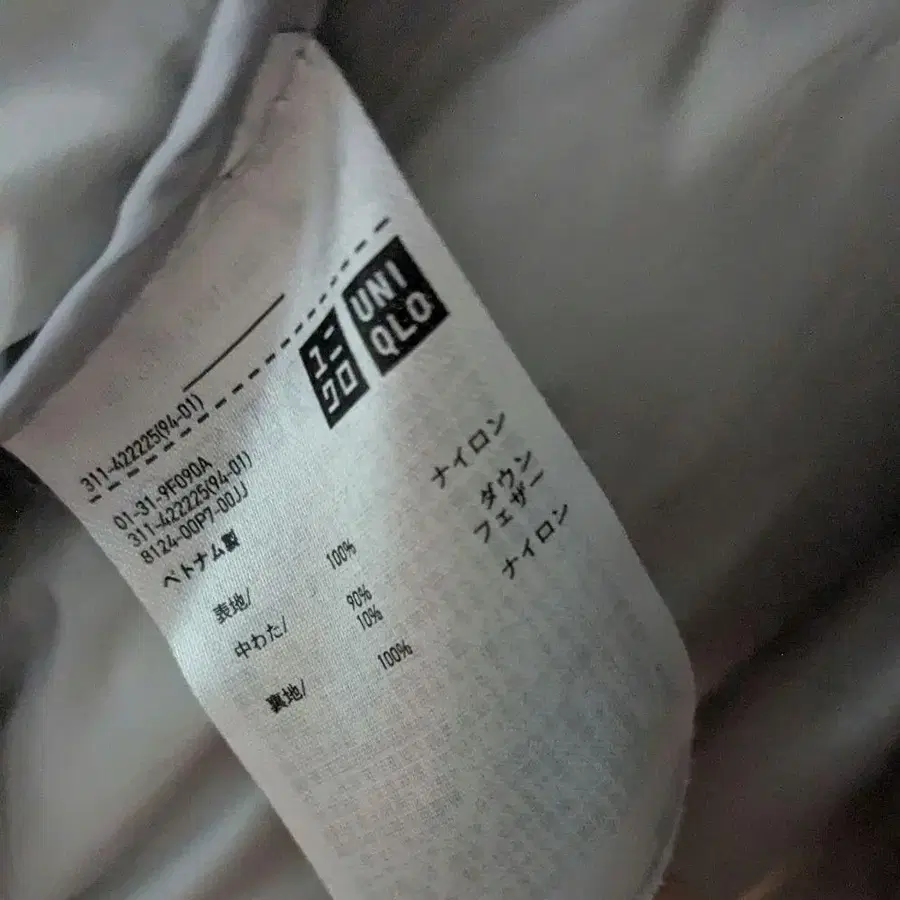 ユニ
クロ
UNI
QLO
311-422225(94-01)
01-31-9F090A
311-422225(94-01)
8124-00P7-00JJ
ベトナム製
表地/ 100% ナイロン
中わた/ 90% ダウン
10% フェザー
裏地/ 100% ナイロン